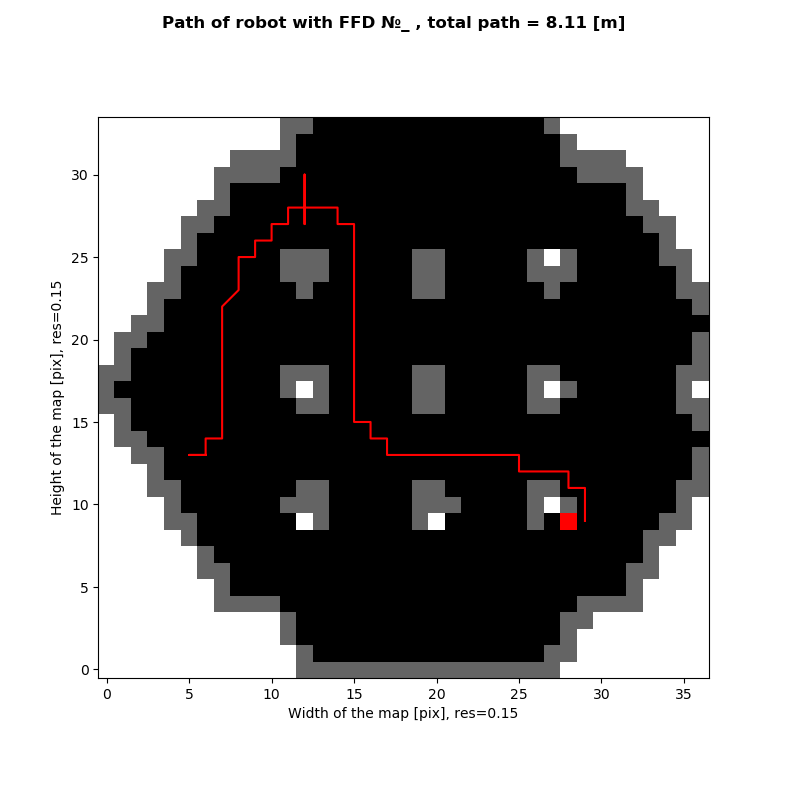 Path of robot with FFD №_ , total path = 8.11 [m]
Height of the map [pix], res=0.15
30
25
20
15
10
5
0
0 5 10 15 20 25 30 35
Width of the map [pix], res=0.15